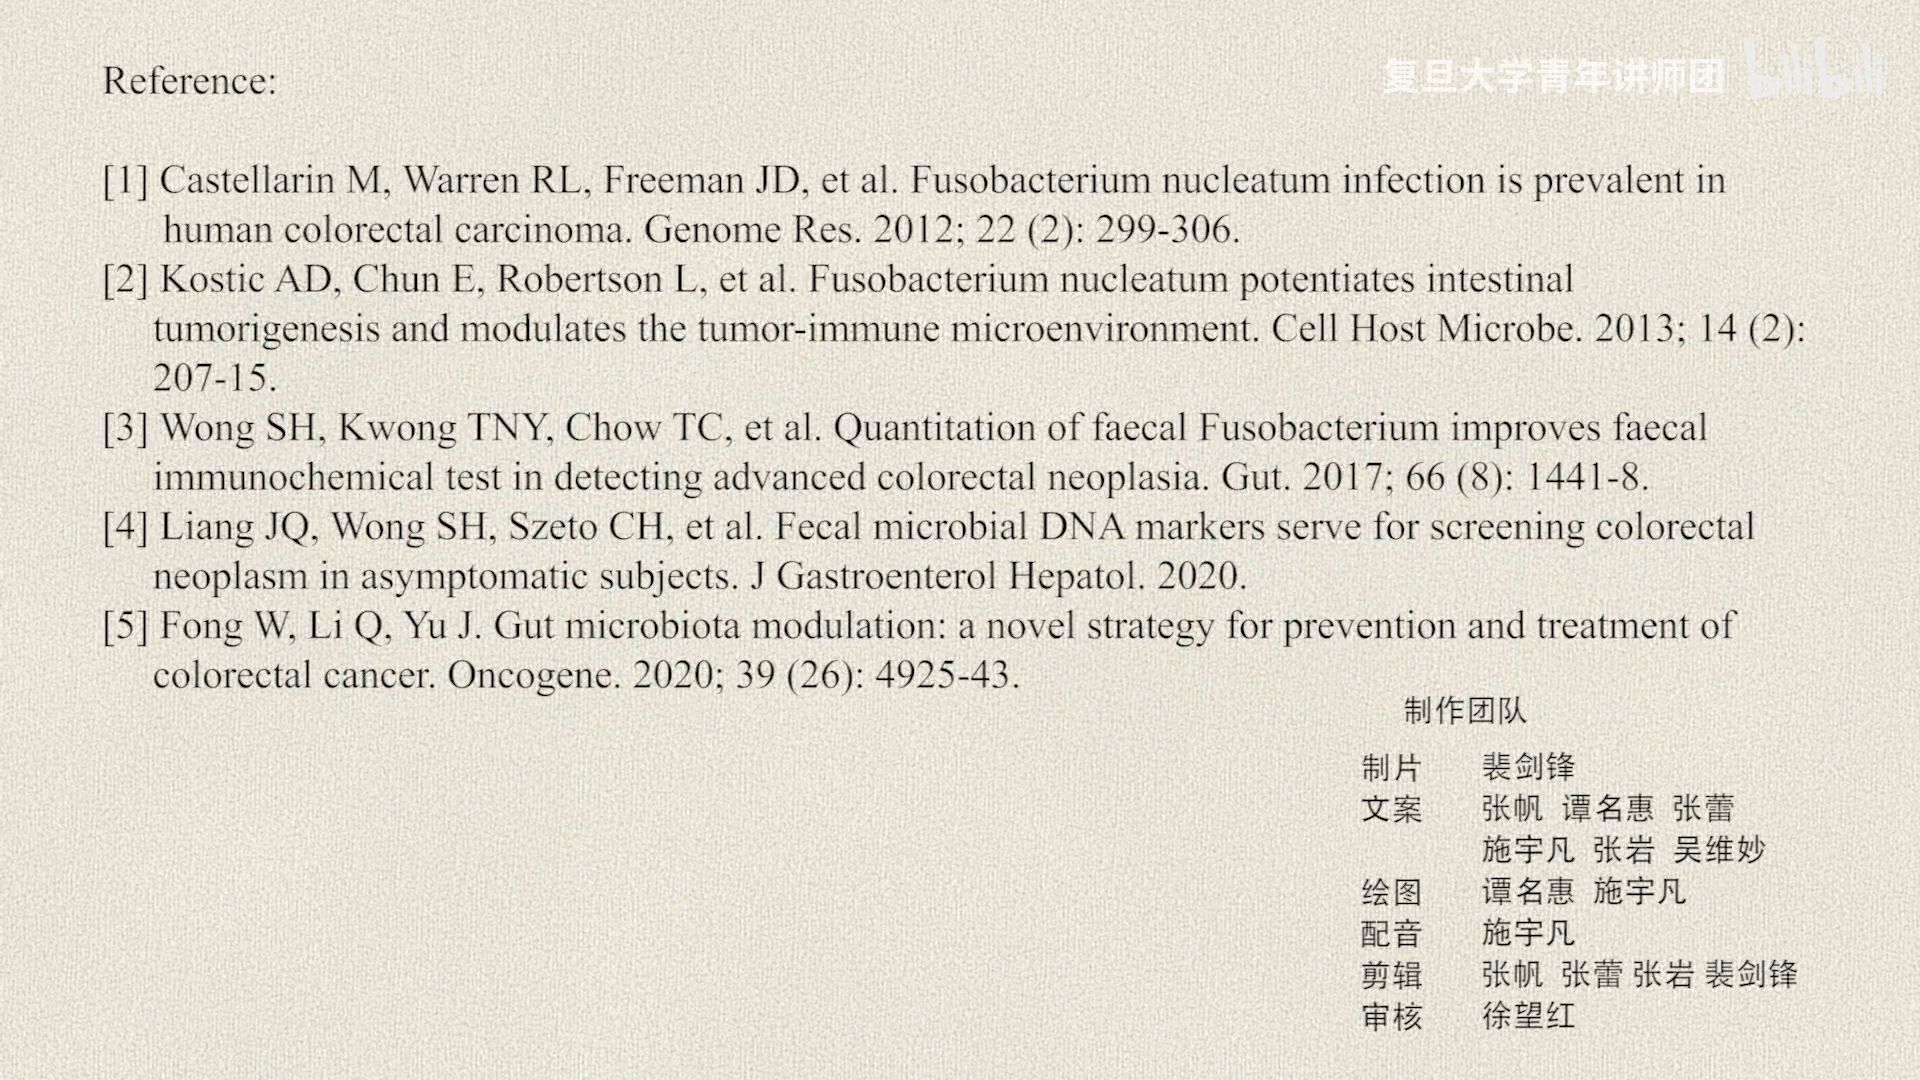 复旦大学青年讲师团 bilibili
Reference:
[1] Castellarin M, Warren RL, Freeman JD, et al. Fusobacterium nucleatum infection is prevalent in
human colorectal carcinoma. Genome Res. 2012; 22 (2): 299-306.
[2] Kostic AD, Chun E, Robertson L, et al. Fusobacterium nucleatum potentiates intestinal
tumorigenesis and modulates the tumor-immune microenvironment. Cell Host Microbe. 2013; 14 (2):
207-15.
[3] Wong SH, Kwong TNY, Chow TC, et al. Quantitation of faecal Fusobacterium improves faecal
immunochemical test in detecting advanced colorectal neoplasia. Gut. 2017; 66 (8): 1441-8.
[4] Liang JQ, Wong SH, Szeto CH, et al. Fecal microbial DNA markers serve for screening colorectal
neoplasm in asymptomatic subjects. J Gastroenterol Hepatol. 2020.
[5] Fong W, Li Q, Yu J. Gut microbiota modulation: a novel strategy for prevention and treatment of
colorectal cancer. Oncogene. 2020; 39 (26): 4925-43.
制作团队
制片 裴剑锋
文案 张帆 谭名惠 张蕾
施宇凡 张岩 吴维妙
绘图 谭名惠 施宇凡
配音 施宇凡
剪辑 张帆 张蕾 张岩 裴剑锋
审核 徐望红